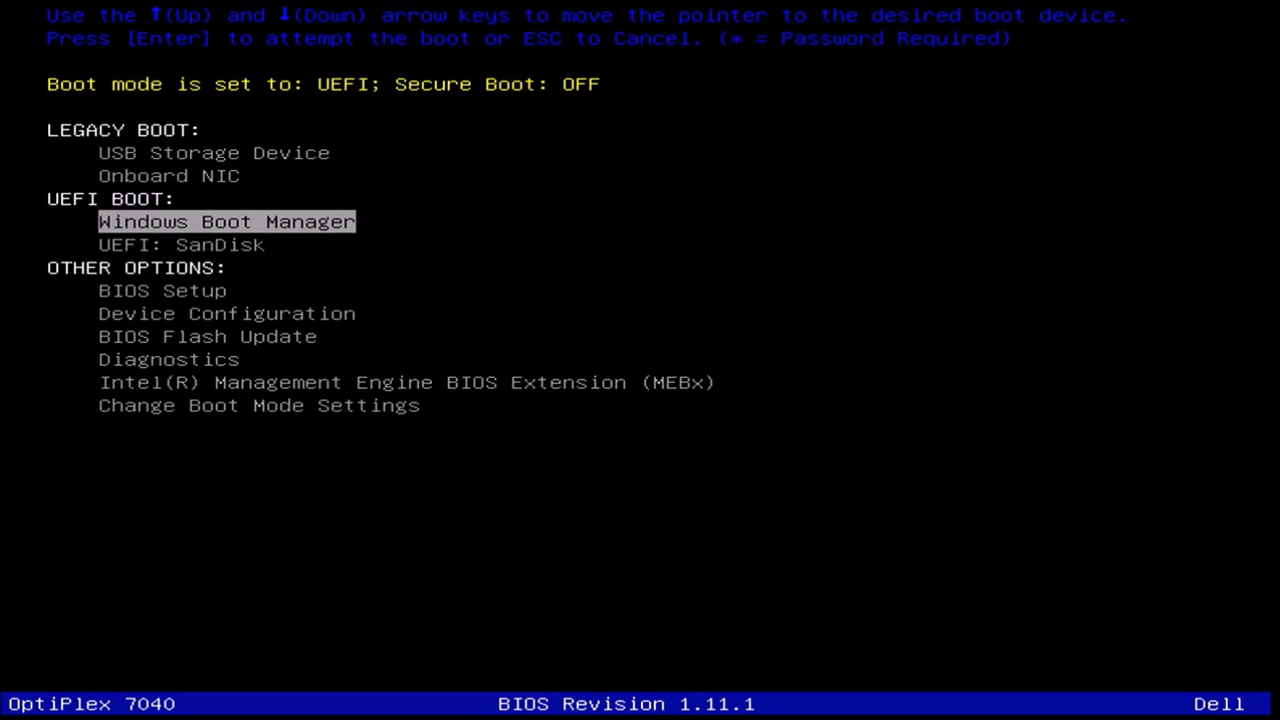 Use the ↑(Up) and ↓(Down) arrow keys to move the pointer to the desired boot device.
Press [Enter] to attempt the boot or ESC to Cancel. (* = Password Required)
Boot mode is set to: UEFI; Secure Boot: OFF
LEGACY BOOT:
USB Storage Device
Onboard NIC
UEFI BOOT:
Windows Boot Manager
UEFI: SanDisk
OTHER OPTIONS:
BIOS Setup
Device Configuration
BIOS Flash Update
Diagnostics
Intel(R) Management Engine BIOS Extension (MEBx)
Change Boot Mode Settings
OptiPlex 7040 BIOS Revision 1.11.1 Dell